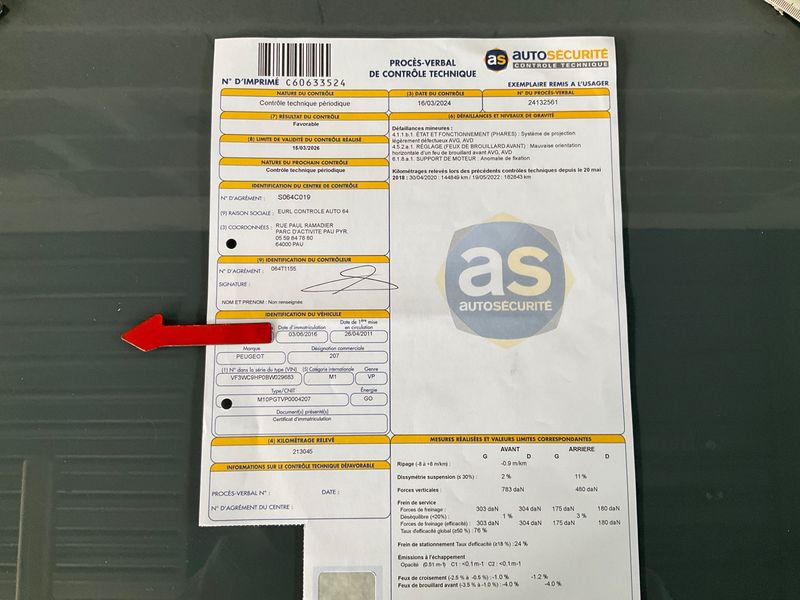 N° D'IMPRIMÉ C60633524
PROCÈS-VERBAL
DE CONTRÔLE TECHNIQUE
as AUTOSÉCURITÉ
CONTROLE TECHNIQUE
EXEMPLAIRE REMIS A L'USAGER
NATURE DU CONTRÔLE
Contrôle technique périodique
(3) DATE DU CONTRÔLE
16/03/2024
N° DU PROCÈS-VERBAL
24132561
(7) RÉSULTAT DU CONTRÔLE
Favorable
(8) LIMITE DE VALIDITÉ DU CONTRÔLE RÉALISÉ
15/03/2026
NATURE DU PROCHAIN CONTRÔLE
Contrôle technique périodique
(6) DÉFAILLANCES ET NIVEAUX DE GRAVITÉ
Défaillances mineures :
4.1.1.b.1. ÉTAT ET FONCTIONNEMENT (PHARES) : Système de projection
légèrement défectueux AVG, AVD
4.5.2.a.1. RÉGLAGE (FEUX DE BROUILLARD AVANT) : Mauvaise orientation
horizontale d'un feu de brouillard avant AVG, AVD
6.1.8.a.1. SUPPORT DE MOTEUR : Anomalie de fixation
Kilométrages relevés lors des précédents contrôles techniques depuis le 20 mai
2018 : 30/04/2020 : 144849 km / 19/05/2022 : 182843 km
IDENTIFICATION DU CENTRE DE CONTRÔLE
N° D'AGRÉMENT : S064C019
(9) RAISON SOCIALE : EURL CONTROLE AUTO 64
(3) COORDONNÉES : RUE PAUL RAMADIER
PARC D'ACTIVITE PAU PYR.
05 59 84 76 80
64000 PAU
(9) IDENTIFICATION DU CONTRÔLEUR
N° D'AGRÉMENT : 064T1155
SIGNATURE :
NOM ET PRÉNOM : Non renseignés
as
AUTOSÉCURITÉ
IDENTIFICATION DU VÉHICULE
Date d'immatriculation
03/06/2016
Date de 1ère mise
en circulation
26/04/2011
Marque
PEUGEOT
Désignation commerciale
207
(1) N° dans la série du type (VIN)
VF3WC9HP0BW029683
(5) Catégorie internationale
M1
Genre
VP
Type/CNIT
M10PGTVP0004207
Énergie
GO
Document(s) présenté(s)
Certificat d'immatriculation
(4) KILOMÉTRAGE RELEVÉ
213045
INFORMATIONS SUR LE CONTRÔLE TECHNIQUE DÉFAVORABLE
PROCÈS-VERBAL N° : DATE :
N° D'AGRÉMENT DU CENTRE :
MESURES RÉALISÉES ET VALEURS LIMITES CORRESPONDANTES
AVANT ARRIERE
G D G D
Ripage (-8 à +8 m/km) : -0.9 m/km
Dissymétrie suspension (≤ 30%) : 2 % 11 %
Forces verticales : 783 daN 480 daN
Frein de service
Forces de freinage: 303 daN 304 daN 175 daN 180 daN
Déséquilibre (<20%) : 1 % 3 %
Forces de freinage (efficacité) : 303 daN 304 daN 175 daN 180 daN
Taux d'efficacité global (≥50 %) : 76 %
Frein de stationnement Taux d'efficacité (≥18 %) : 24 %
Émissions à l'échappement
Opacité (0.51 m-1) C1 : <0.1 m-1 C2 : <0.1 m-1
Feux de croisement (-2.5 % à -0.5 %) : -1.0 % -1.2 %
Feux de brouillard avant (-3.5 % à -1.0 %) : -4.0 % -4.0 %